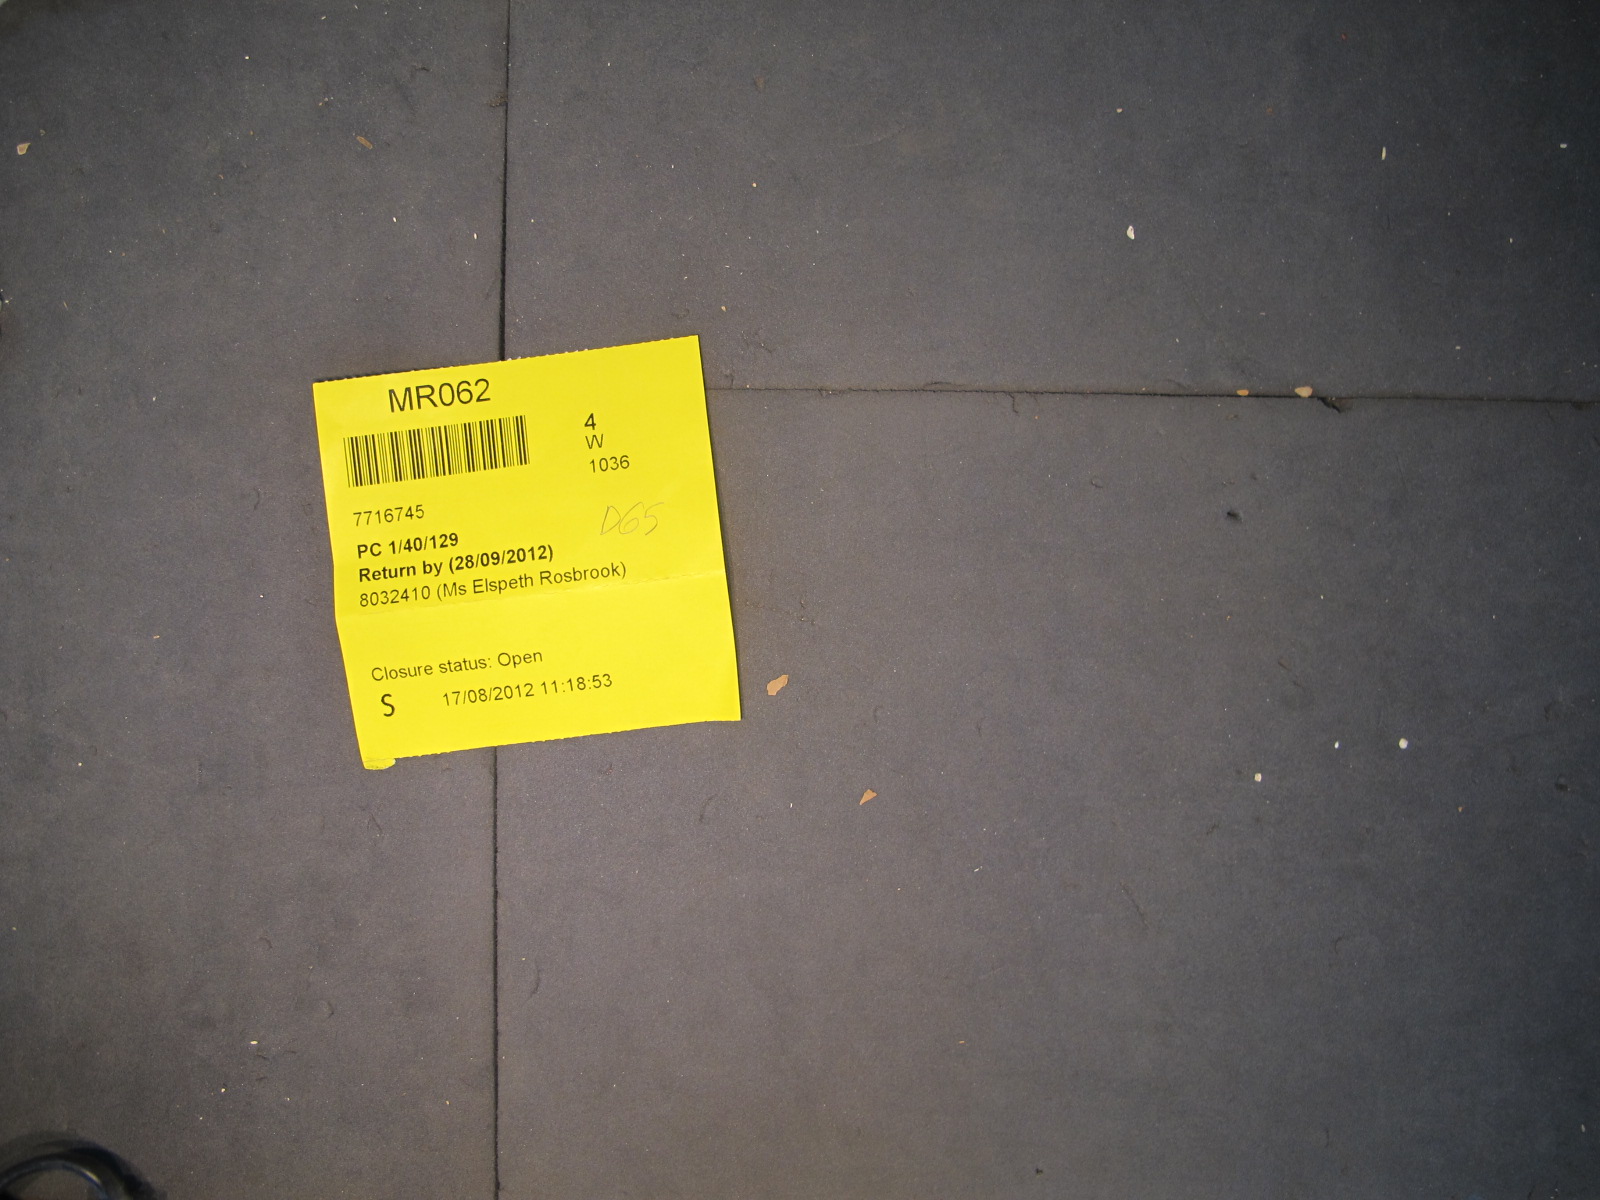 MR062
4
W
1036
7716745
D65
PC 1/40/129
Return by (28/09/2012)
8032410 (Ms Elspeth Rosbrook)
Closure status: Open
S 17/08/2012 11:18:53